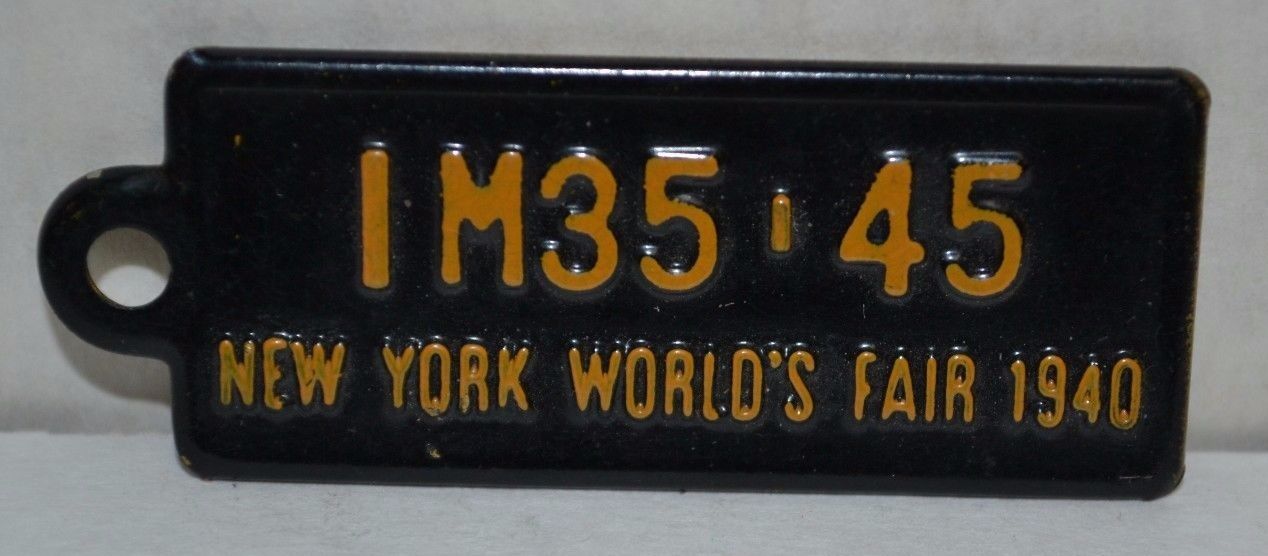 1M35-45
NEW YORK WORLD'S FAIR 1940